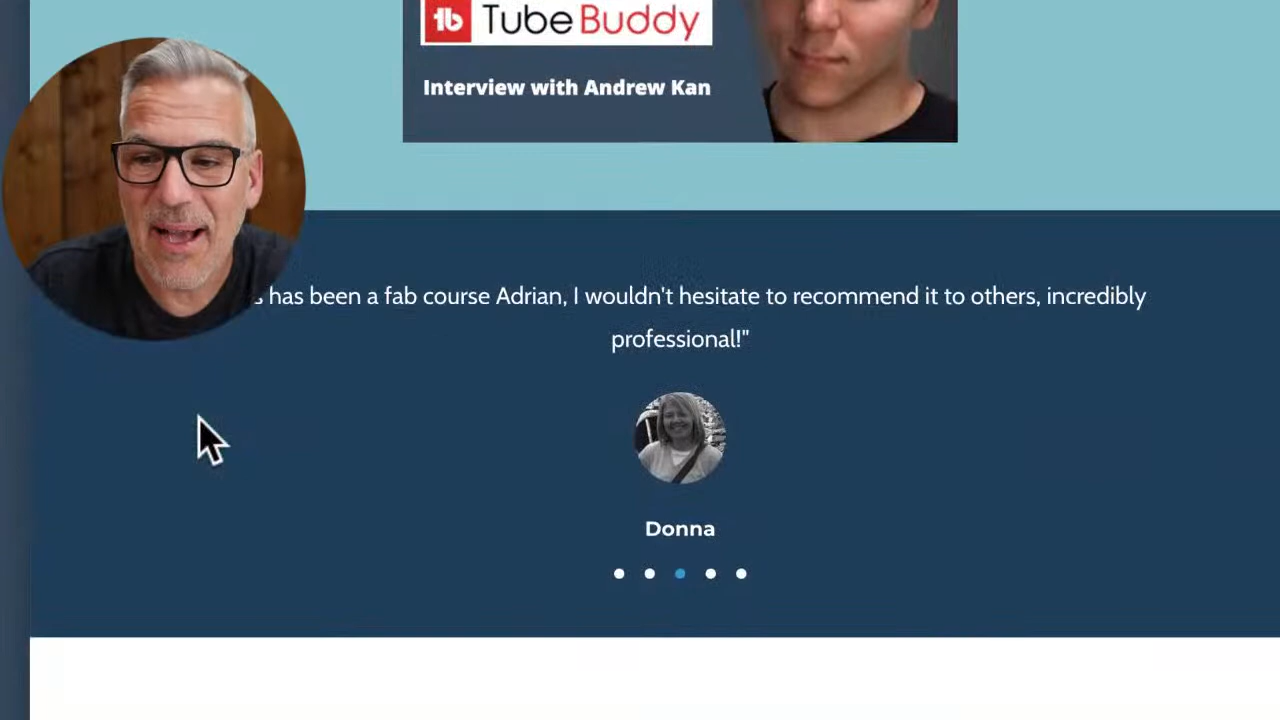 TubeBuddy
Interview with Andrew Kan
has been a fab course Adrian, I wouldn't hesitate to recommend it to others, incredibly
professional!"
Donna